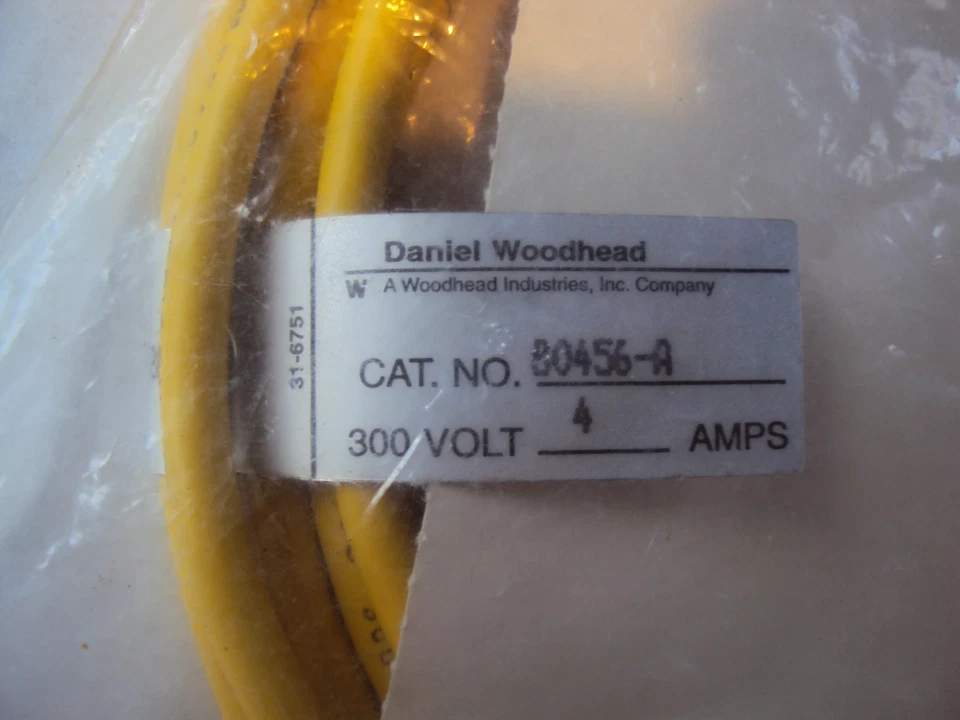 Daniel Woodhead
W A Woodhead Industries, Inc. Company
31-6751
CAT. NO. 80456-A
300 VOLT 4 AMPS